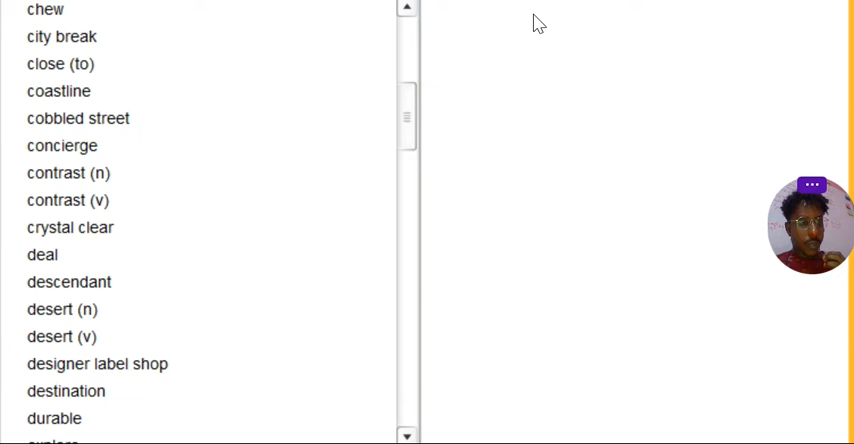 chew
city break
close (to)
coastline
cobbled street
concierge
contrast (n)
contrast (v)
crystal clear
deal
descendant
desert (n)
desert (v)
designer label shop
destination
durable